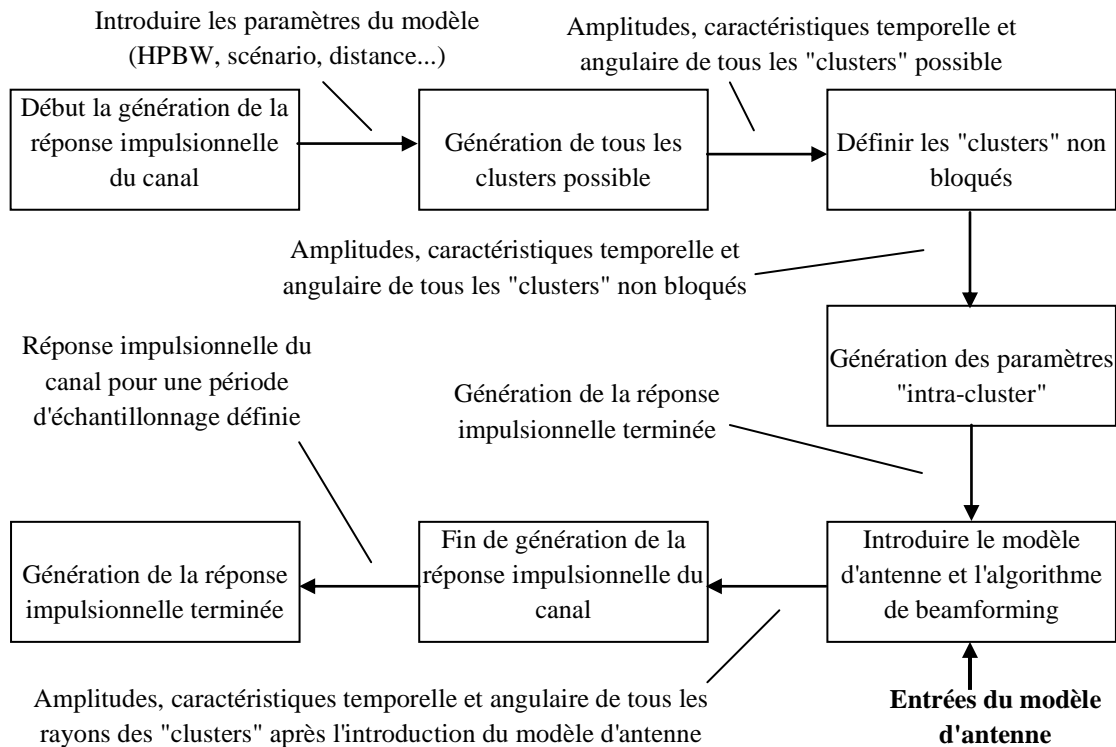 Introduire les paramètres du modèle
(HPBW, scénario, distance...)
Amplitudes, caractéristiques temporelle et
angulaire de tous les "clusters" possible
Début la génération de la
réponse impulsionnelle
du canal
Génération de tous les
clusters possible
Définir les "clusters" non
bloqués
Amplitudes, caractéristiques temporelle et
angulaire de tous les "clusters" non bloqués
Génération des paramètres
"intra-cluster"
Réponse impulsionnelle du
canal pour une période
d'échantillonnage définie
Génération de la réponse
impulsionnelle terminée
Introduire le modèle
d'antenne et l'algorithme
de beamforming
Fin de génération de la
réponse impulsionnelle du
canal
Génération de la réponse
impulsionnelle terminée
Amplitudes, caractéristiques temporelle et angulaire de tous les
rayons des "clusters" après l'introduction du modèle d'antenne
Entrées du modèle
d'antenne